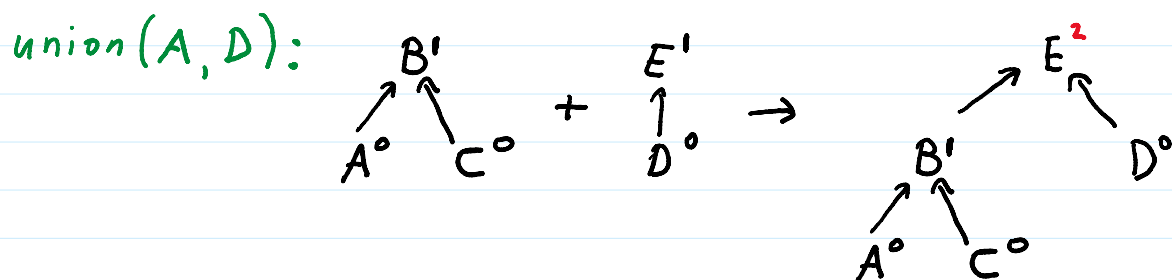 union(A, D): B¹ E¹ E²
+ →
A⁰ C⁰ D⁰ B¹ D⁰
A⁰ C⁰